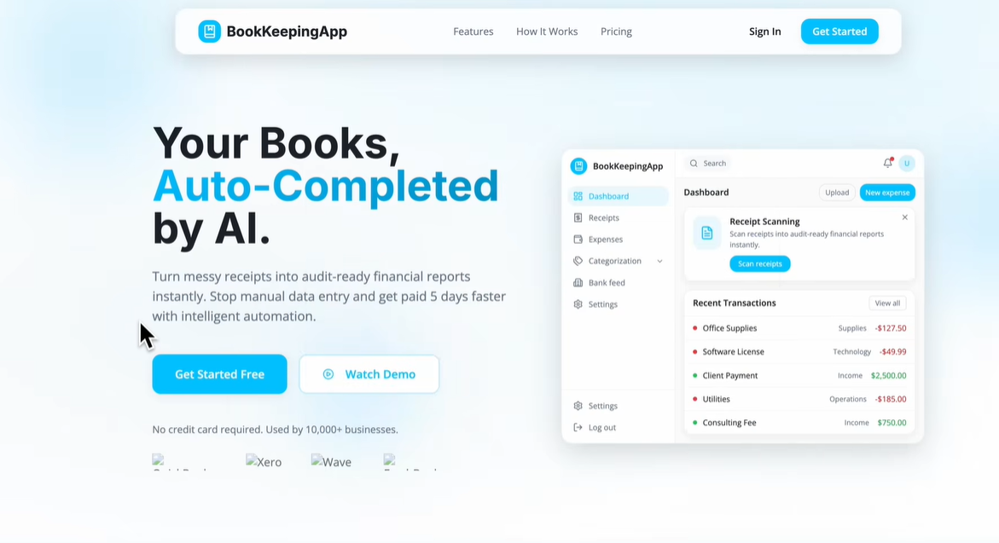 BookKeepingApp
Features
How It Works
Pricing
Sign In
Get Started
Your Books,
Auto-Completed
by AI.
Turn messy receipts into audit-ready financial reports
instantly. Stop manual data entry and get paid 5 days faster
with intelligent automation.
Get Started Free
Watch Demo
No credit card required. Used by 10,000+ businesses.
Xero
Wave
BookKeepingApp
Dashboard
Receipts
Expenses
Categorization
Bank feed
Settings
Settings
Log out
Search
U
Dashboard
Upload
New expense
Receipt Scanning
Scan receipts into audit-ready financial reports
instantly.
Scan receipts
Recent Transactions
View all
Office Supplies Supplies -$127.50
Software License Technology -$49.99
Client Payment Income $2,500.00
Utilities Operations -$185.00
Consulting Fee Income $750.00